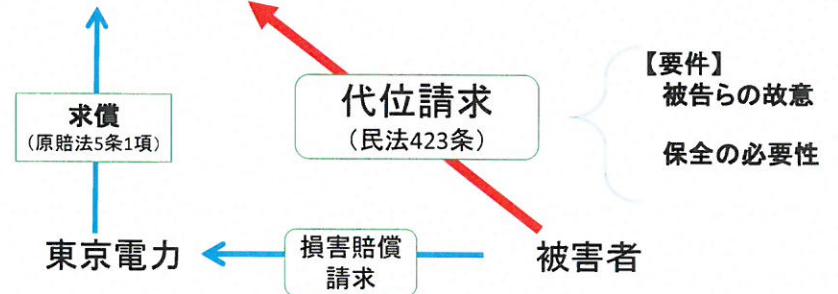 代位請求
(民法423条)
【要件】
被告らの故意
保全の必要性
求償
(原賠法5条1項)
東京電力
損害賠償
請求
被害者